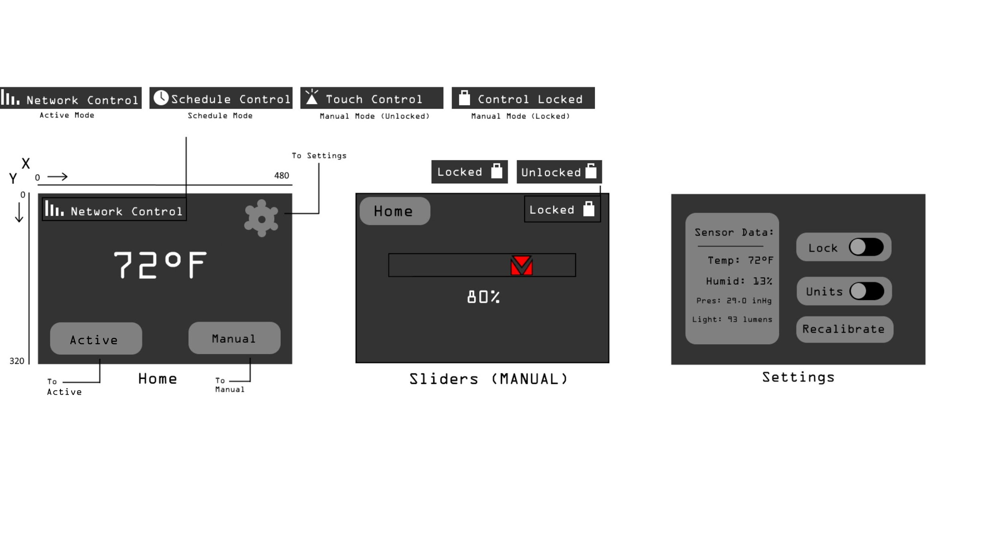 Network Control
Schedule Control
Touch Control
Control Locked
Active Mode
Schedule Mode
Manual Mode (Unlocked)
Manual Mode (Locked)
To Settings
X
Y
0
480
0
320
Network Control
72°F
Active
Manual
To
Active
Home
To
Manual
Locked
Unlocked
Home
Locked
80%
Sliders (MANUAL)
Sensor Data:
Temp: 72°F
Humid: 13%
Pres: 29.0 inHg
Light: 93 lumens
Lock
Units
Recalibrate
Settings